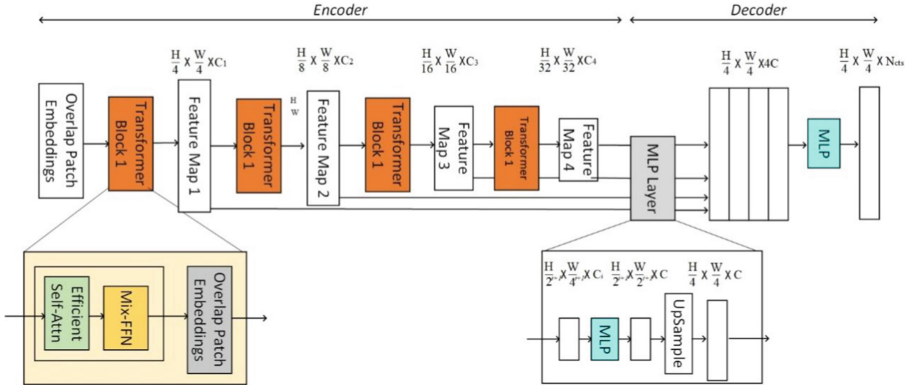 Encoder
Decoder
H/4 X W/4 XC1
H/8 X W/8 XC2
H/16 X W/16 XC3
H/32 X W/32 XC4
H/4 X W/4 X4C
H/4 X W/4 X Ncts
Overlap Patch
Embeddings
Transformer
Block 1
Feature Map 1
Transformer
Block 1
H
W
Feature Map 2
Transformer
Block 1
Feature
Map 3
Transformer
Block 1
Feature
Map 4
MLP Layer
MLP
Efficient
Self-Attn
Mix-FFN
Overlap Patch
Embeddings
H/4 X W/4 X C
MLP
UpSample